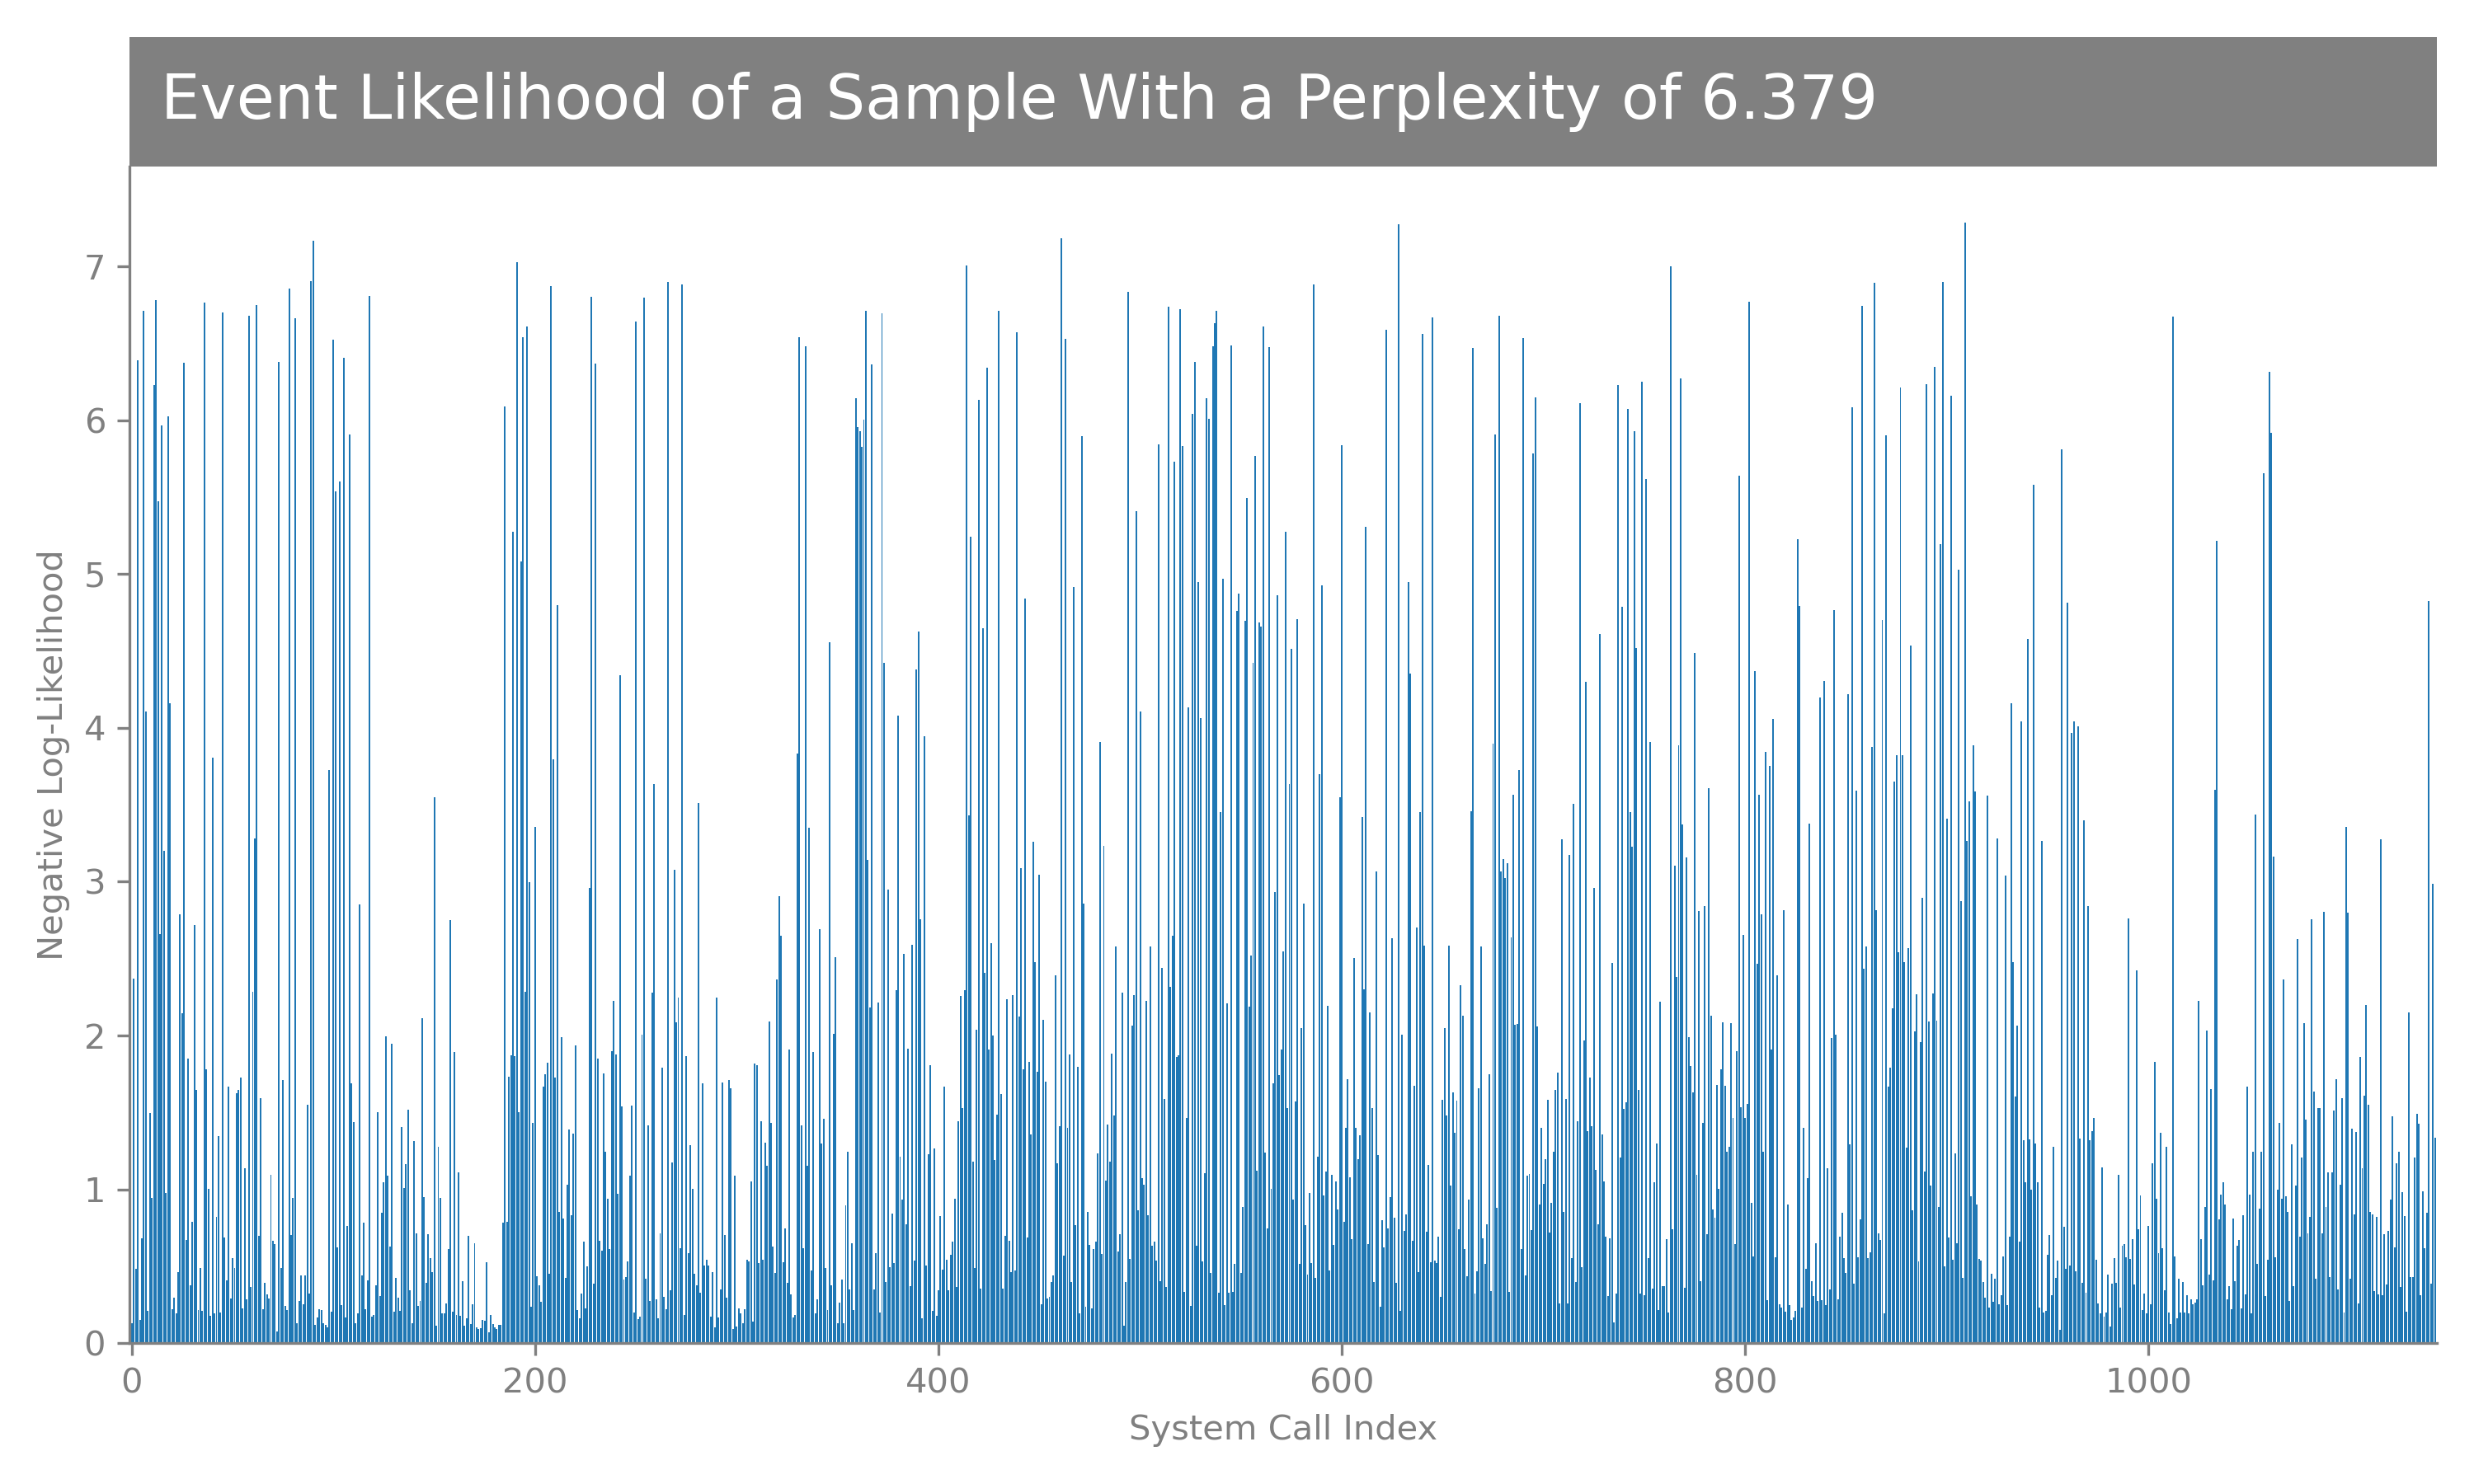 Event Likelihood of a Sample With a Perplexity of 6.379
7
6
5
4
3
2
1
0
Negative Log-Likelihood
0 200 400 600 800 1000
System Call Index